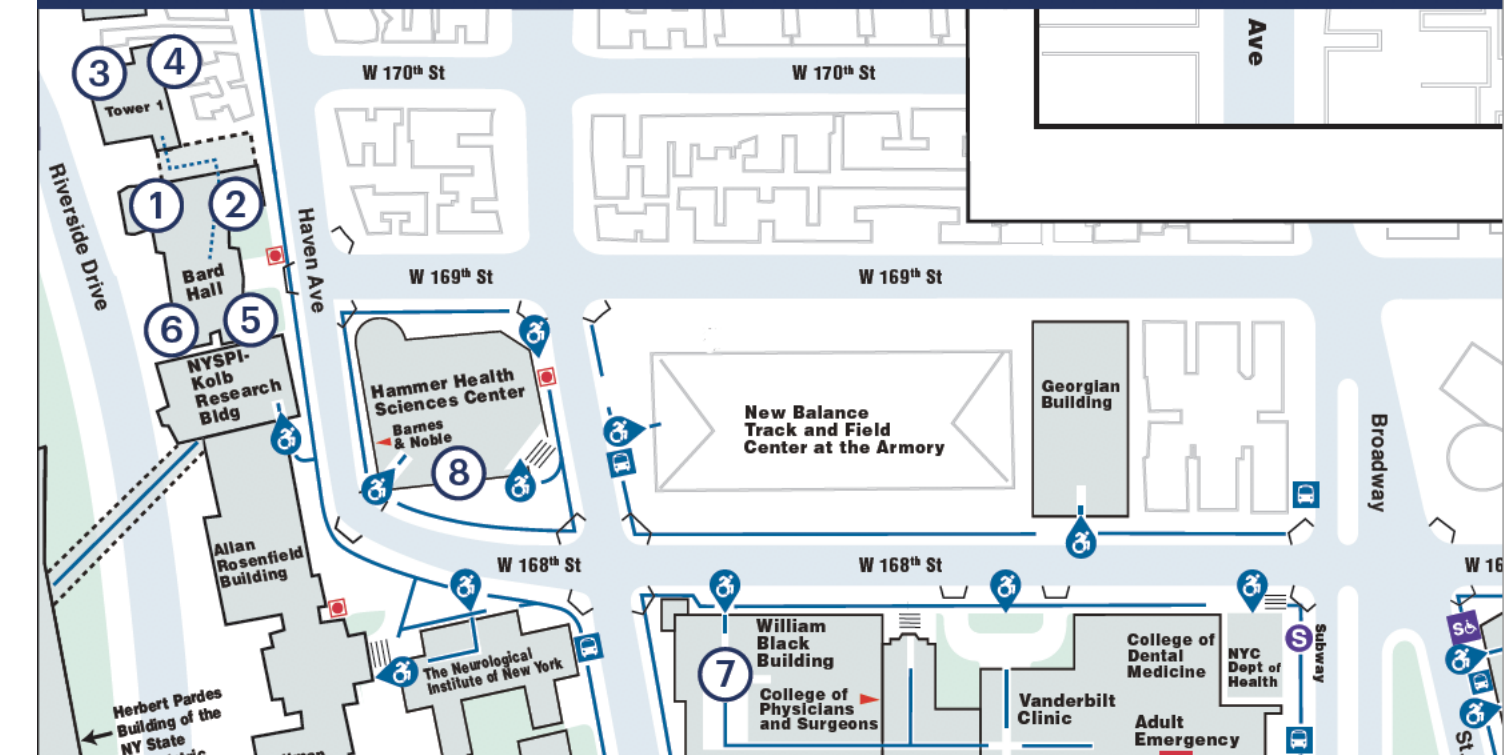 Ave
W 170th St
W 170th St
3
4
Tower 1
Riverside Drive
1
2
Haven Ave
Bard
Hall
W 169th St
W 169th St
6
5
NYSPI-
Kolb
Research
Bldg
Hammer Health
Sciences Center
Barnes
& Noble
8
New Balance
Track and Field
Center at the Armory
Georgian
Building
Broadway
Allan
Rosenfield
Building
W 168th St
W 168th St
W 16
The Neurological
Institute of New York
William
Black
Building
7
College of
Physicians
and Surgeons
College of
Dental
Medicine
NYC
Dept of
Health
S
Subway
S
Vanderbilt
Clinic
Adult
Emergency
Herbert Pardes
Building of the
NY State
St